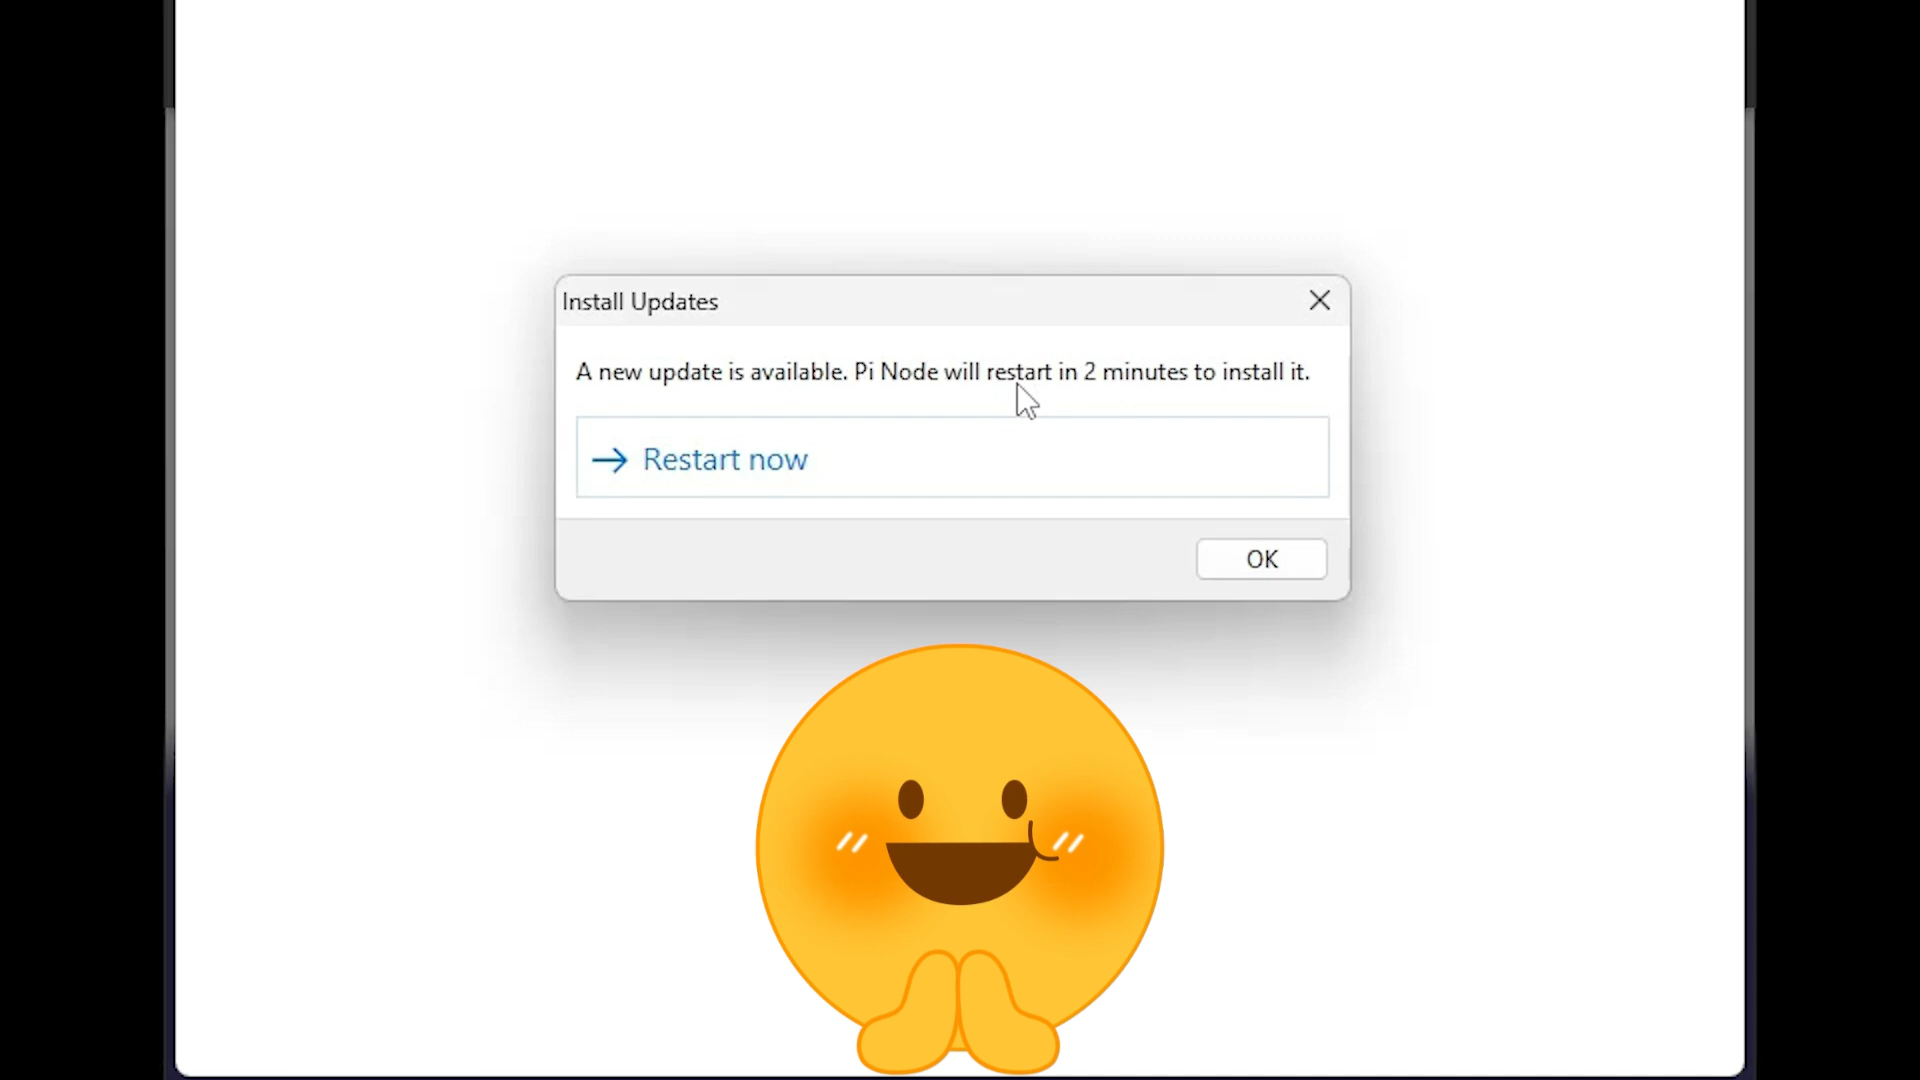 Install Updates
A new update is available. Pi Node will restart in 2 minutes to install it.
Restart now
OK